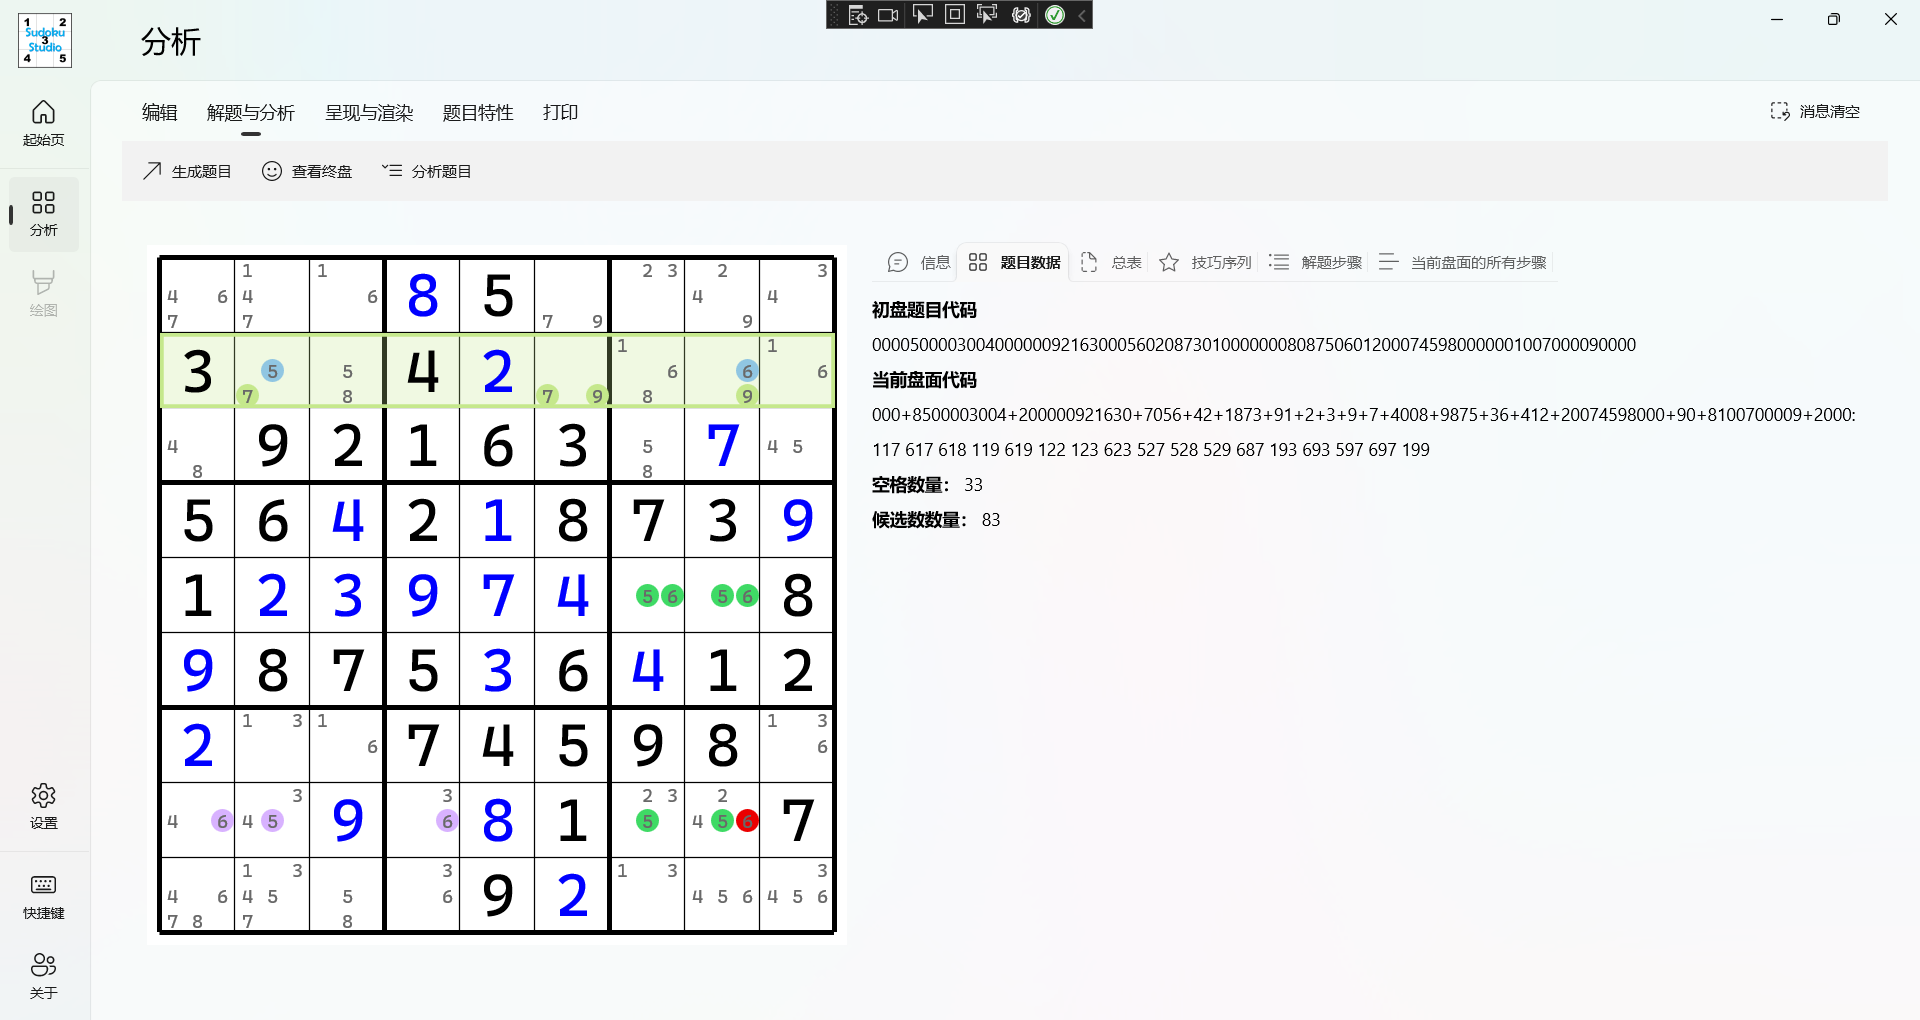 1 2
Sudoku
3
Studio
4 5
分析
起始页
分析
绘图
设置
快捷键
关于
编辑 解题与分析 呈现与渲染 题目特性 打印
消息清空
生成题目 查看终盘 分析题目
信息 题目数据 总表 技巧序列 解题步骤 当前盘面的所有步骤
初盘题目代码
000050000300400000092163000560208730100000008087506012000745980000001007000090000
当前盘面代码
000+8500003004+200000921630+7056+42+1873+91+2+3+9+7+4008+9875+36+412+20074598000+90+8100700009+2000:
117 617 618 119 619 122 123 623 527 528 529 687 193 693 597 697 199
空格数量： 33
候选数数量： 83
4 6 7 1 4 7 1 6 8 5 7 9 2 3 2 4 9 3 4
3 5 7 5 8 4 2 7 9 1 6 8 6 9 1 6
4 8 9 2 1 6 3 5 8 7 4 5
5 6 4 2 1 8 7 3 9
1 2 3 9 7 4 5 6 5 6 8
9 8 7 5 3 6 4 1 2
2 1 3 1 6 7 4 5 9 8 1 3 6
4 6 3 4 5 9 3 6 8 1 2 3 5 2 4 5 6 7
4 6 7 8 1 3 4 5 7 5 8 3 6 9 2 1 3 4 5 6 3 4 5 6